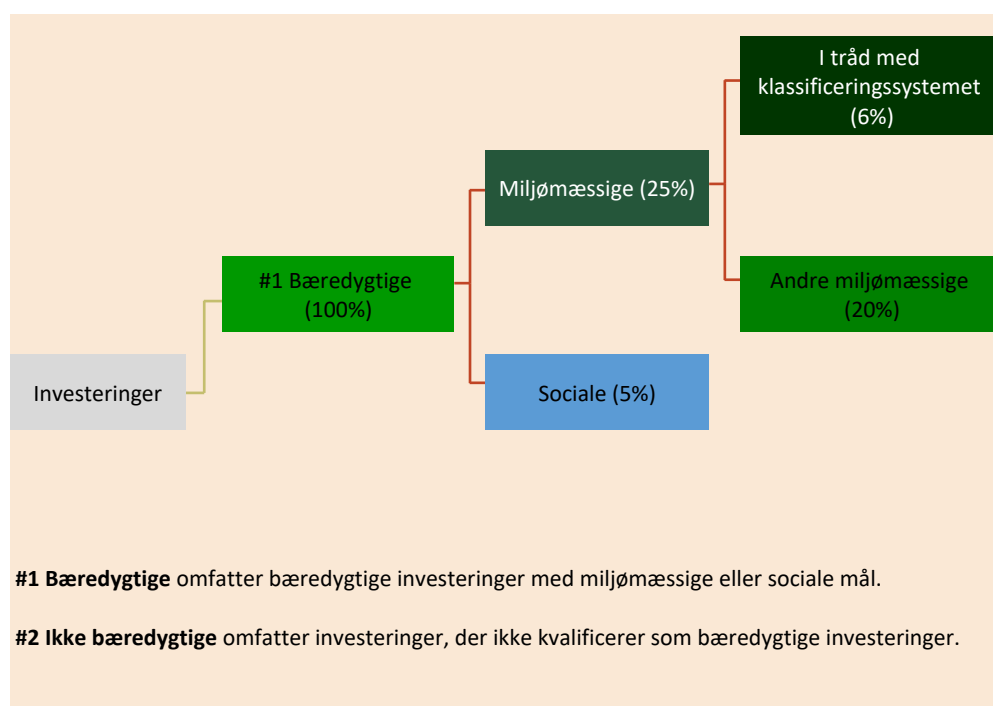 I tråd med
klassificeringssystemet
(6%)
Miljømæssige (25%)
#1 Bæredygtige
(100%)
Andre miljømæssige
(20%)
Investeringer
Sociale (5%)
#1 Bæredygtige omfatter bæredygtige investeringer med miljømæssige eller sociale mål.
#2 Ikke bæredygtige omfatter investeringer, der ikke kvalificerer som bæredygtige investeringer.